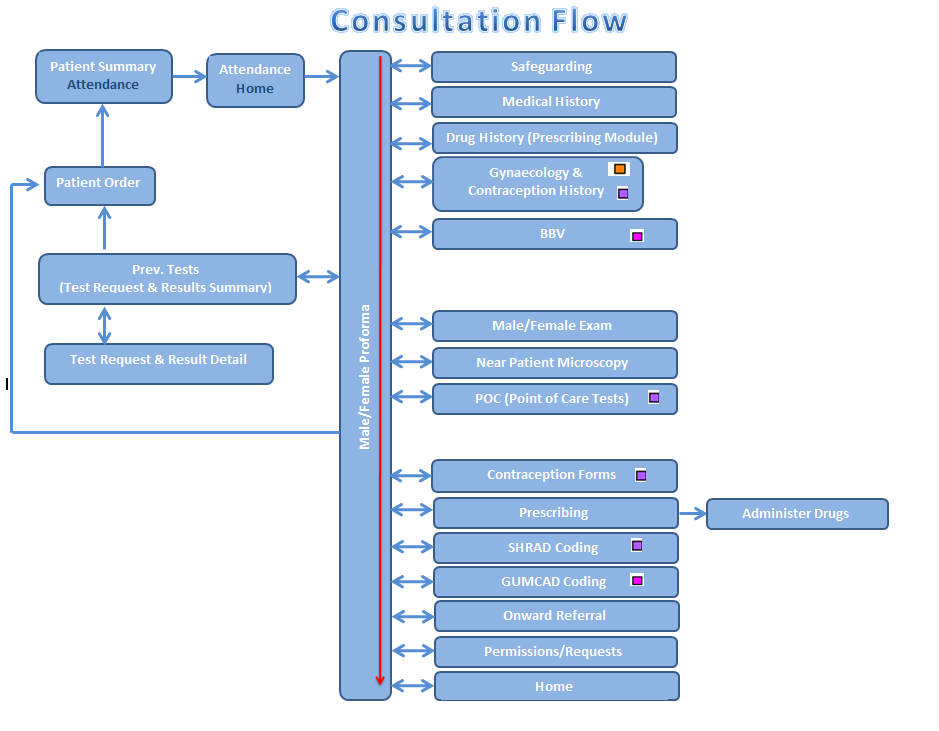 Consultation Flow
Patient Summary
Attendance
Attendance
Home
Patient Order
Prev. Tests
(Test Request & Results Summary)
Test Request & Result Detail
Male/Female Proforma
Safeguarding
Medical History
Drug History (Prescribing Module)
Gynaecology &
Contraception History
BBV
Male/Female Exam
Near Patient Microscopy
POC (Point of Care Tests)
Contraception Forms
Prescribing
Administer Drugs
SHRAD Coding
GUMCAD Coding
Onward Referral
Permissions/Requests
Home